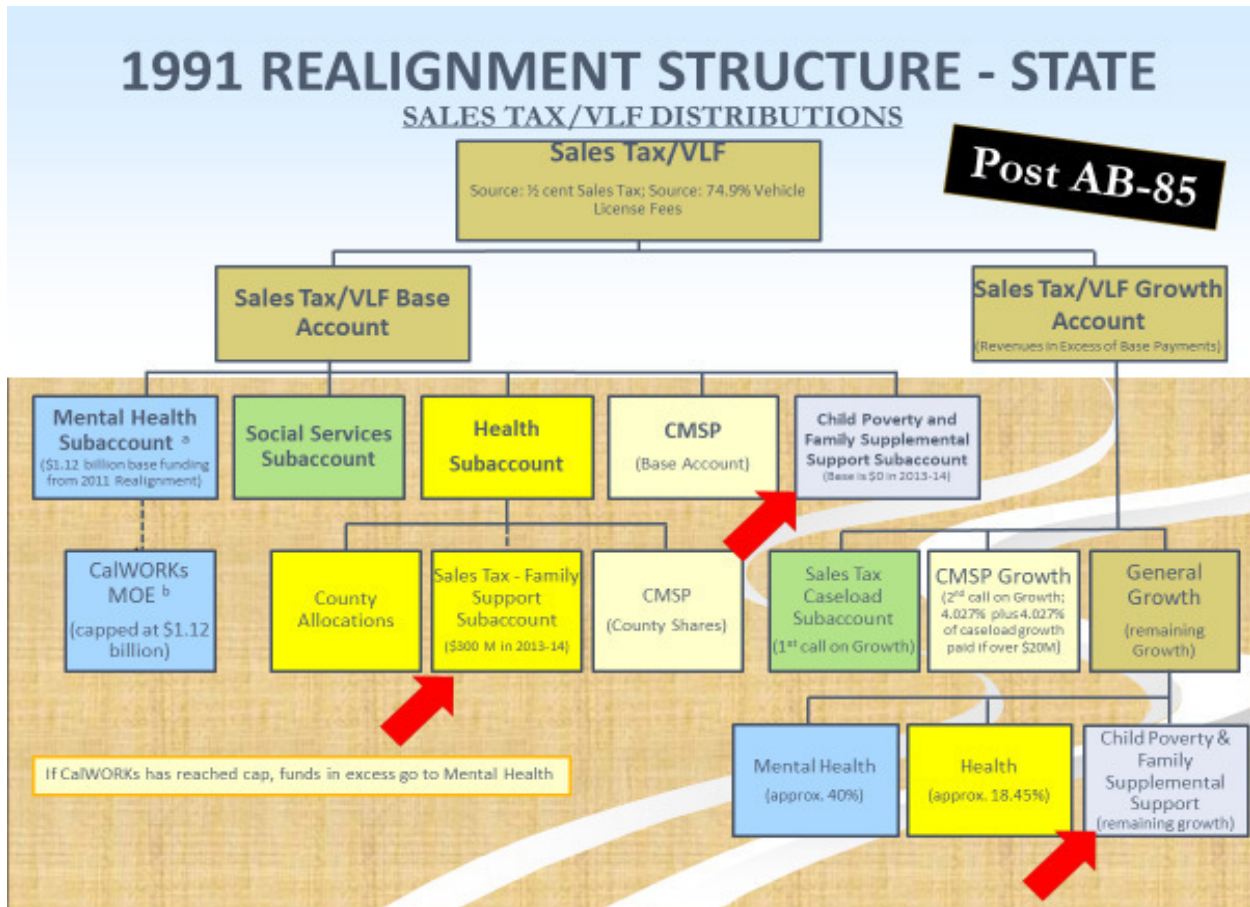 1991 REALIGNMENT STRUCTURE - STATE
SALES TAX/VLF DISTRIBUTIONS
Post AB-85
Sales Tax/VLF
Source: ½ cent Sales Tax; Source: 74.9% Vehicle
License Fees
Sales Tax/VLF Base
Account
Sales Tax/VLF Growth
Account
(Revenues in Excess of Base Payments)
Mental Health
Subaccount a
($1.12 billion base funding
from 2011 Realignment)
Social Services
Subaccount
Health
Subaccount
CMSP
(Base Account)
Child Poverty and
Family Supplemental
Support Subaccount
(Base is $0 in 2013-14)
CalWORKs
MOE b
(capped at $1.12
billion)
County
Allocations
Sales Tax - Family
Support
Subaccount
($300 M in 2013-14)
CMSP
(County Shares)
Sales Tax
Caseload
Subaccount
(1st call on Growth)
CMSP Growth
(2nd call on Growth;
4.027% plus 4.027%
of caseload growth
paid if over $20M)
General
Growth
(remaining
Growth)
If CalWORKs has reached cap, funds in excess go to Mental Health
Mental Health
(approx. 40%)
Health
(approx. 18.45%)
Child Poverty &
Family
Supplemental
Support
(remaining growth)